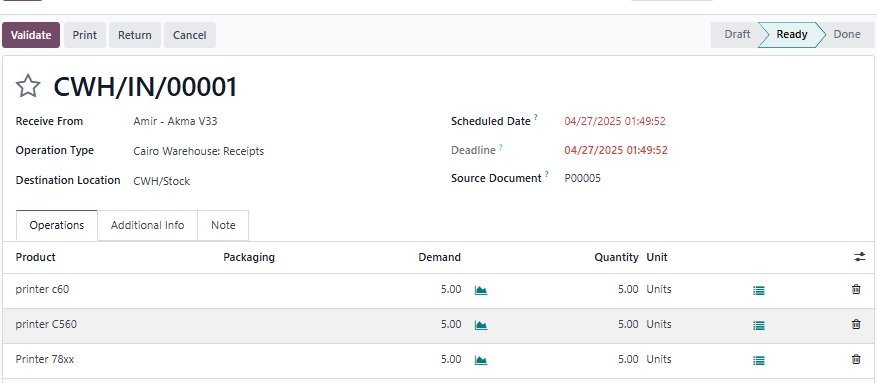 Validate Print Return Cancel Draft Ready Done
CWH/IN/00001
Receive From Amir - Akma V33 Scheduled Date ? 04/27/2025 01:49:52
Operation Type Cairo Warehouse: Receipts Deadline ? 04/27/2025 01:49:52
Destination Location CWH/Stock Source Document ? P00005
Operations Additional Info Note
Product Packaging Demand Quantity Unit
printer c60 5.00 5.00 Units
printer C560 5.00 5.00 Units
Printer 78xx 5.00 5.00 Units